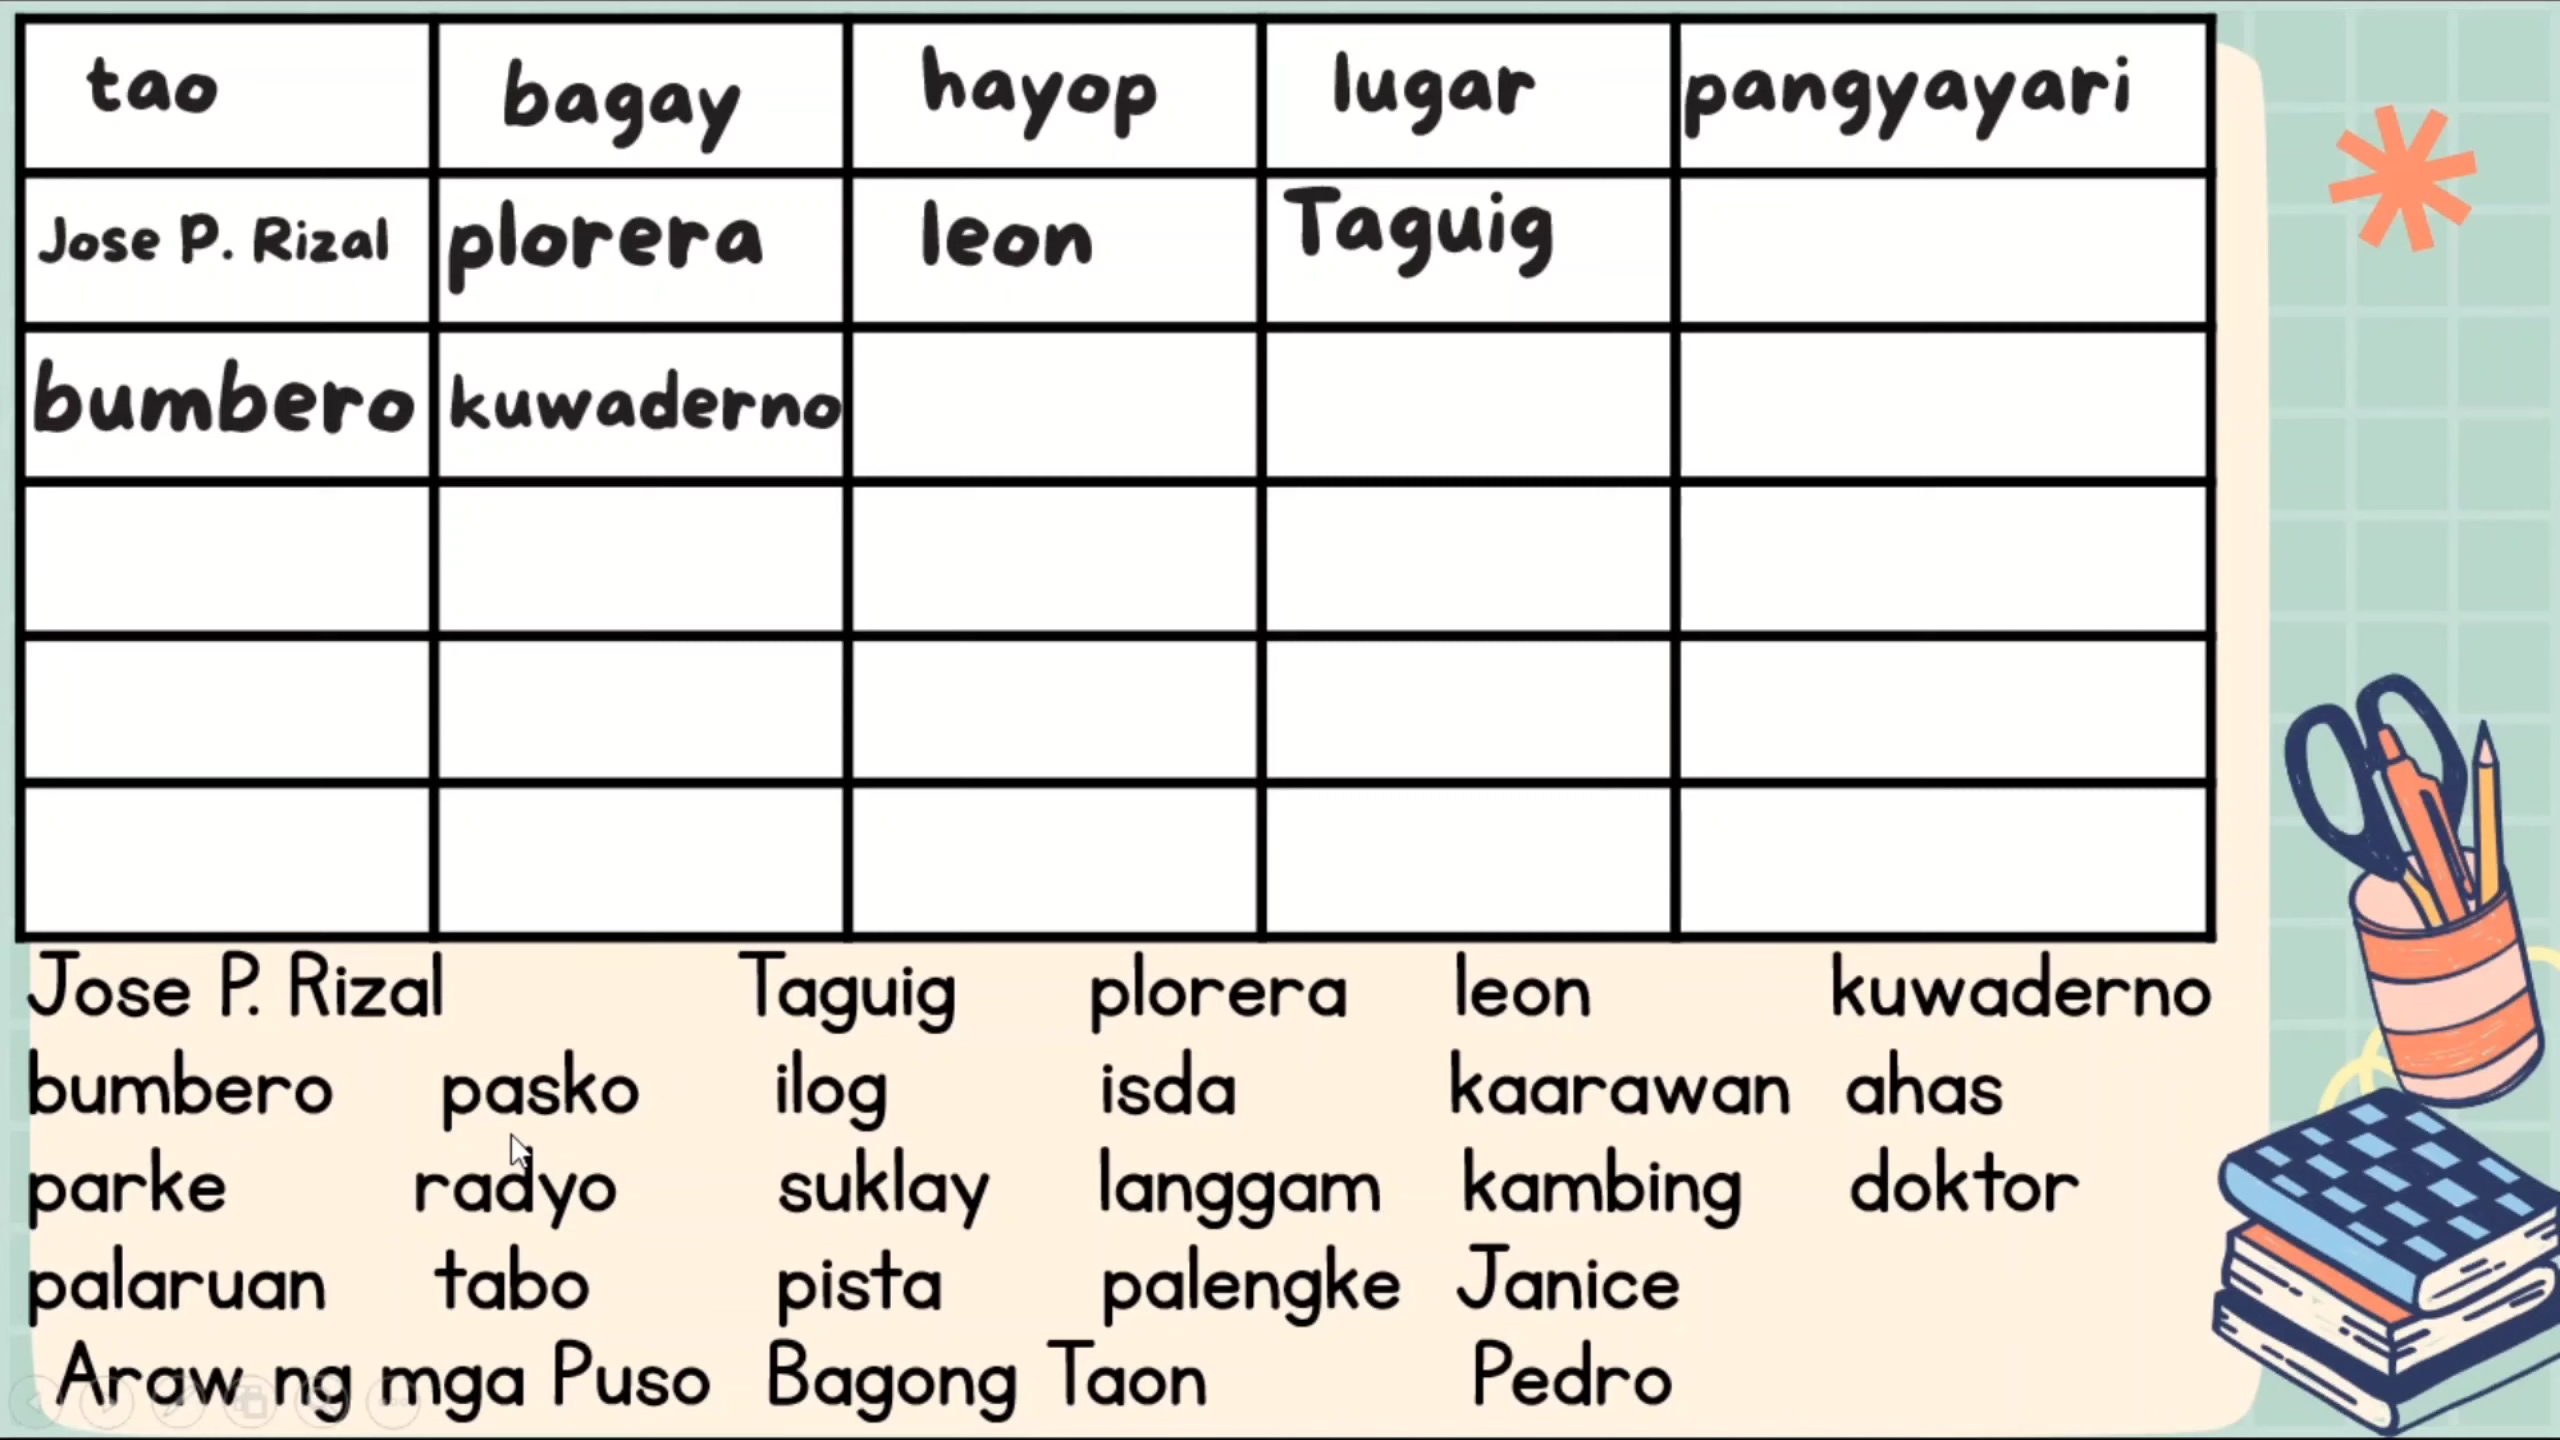 tao bagay hayop lugar pangyayari
Jose P. Rizal plorera leon Taguig
bumbero kuwaderno
Jose P. Rizal Taguig plorera leon kuwaderno
bumbero pasko ilog isda kaarawan ahas
parke radyo suklay langgam kambing doktor
palaruan tabo pista palengke Janice
Araw ng mga Puso Bagong Taon Pedro